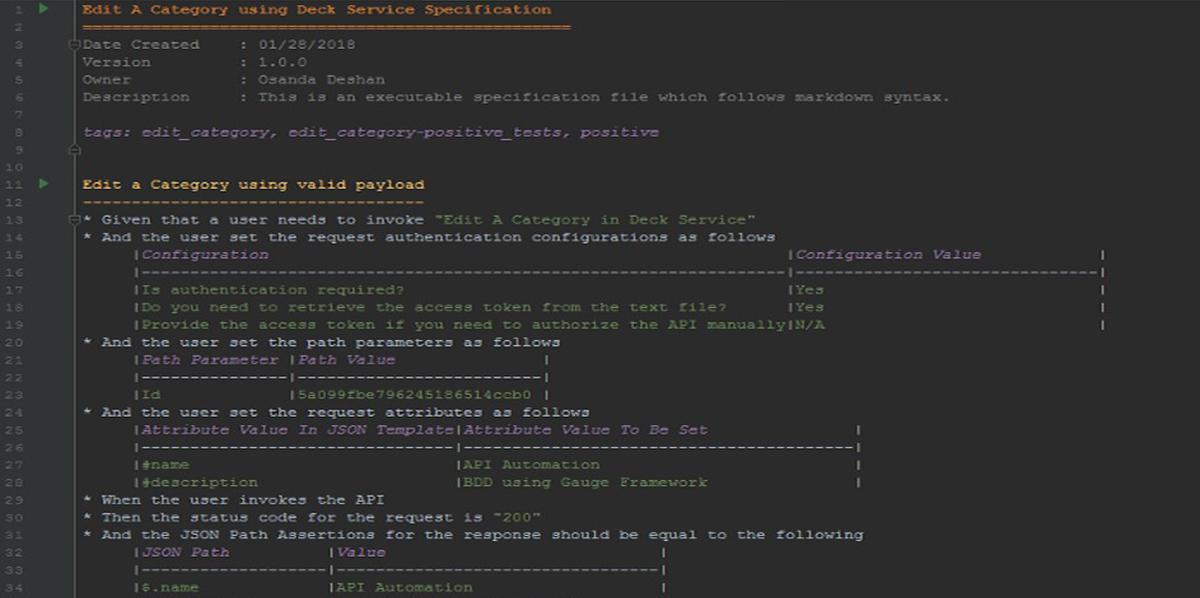 1 Edit A Category using Deck Service Specification
2 ==================================================
3 Date Created : 01/28/2018
4 Version : 1.0.0
5 Owner : Osanda Deshan
6 Description : This is an executable specification file which follows markdown syntax.
7
8 tags: edit_category, edit_category-positive_tests, positive
9
10
11 Edit a Category using valid payload
12 -----------------------------------
13 * Given that a user needs to invoke "Edit A Category in Deck Service"
14 * And the user set the request authentication configurations as follows
15 |Configuration |Configuration Value |
16 |------------------------------------------------------------------|-------------------------------|
17 |Is authentication required? |Yes |
18 |Do you need to retrieve the access token from the text file? |Yes |
19 |Provide the access token if you need to authorize the API manually|N/A |
20 * And the user set the path parameters as follows
21 |Path Parameter |Path Value |
22 |---------------|-------------------------|
23 |Id |5a099fbe796245186514ccb0 |
24 * And the user set the request attributes as follows
25 |Attribute Value In JSON Template|Attribute Value To Be Set |
26 |--------------------------------|----------------------------------------|
27 |#name |API Automation |
28 |#description |BDD using Gauge Framework |
29 * When the user invokes the API
30 * Then the status code for the request is "200"
31 * And the JSON Path Assertions for the response should be equal to the following
32 |JSON Path |Value |
33 |-------------------|---------------------------------|
34 |$.name |API Automation |